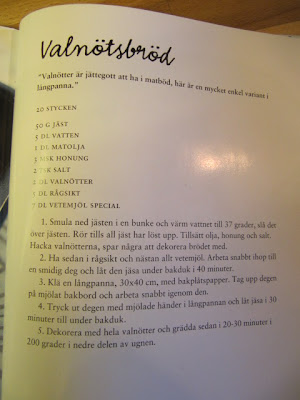 Valnötsbröd
"Valnötter är jättegott att ha i matböd, här är en mycket enkel variant i
långpanna."
20 STYCKEN
50 G JÄST
5 DL VATTEN
1 DL MATOLJA
3 MSK HONUNG
2 TSK SALT
2 DL VALNÖTTER
5 DL RÅGSIKT
7 DL VETEMJÖL SPECIAL
1. Smula ned jästen i en bunke och värm vattnet till 37 grader, slå det
över jästen. Rör tills all jäst har löst upp. Tillsätt olja, honung och salt.
Hacka valnötterna, spar några att dekorera brödet med.
2. Ha sedan i rågsikt och nästan allt vetemjöl. Arbeta snabbt ihop till
en smidig deg och låt den jäsa under bakduk i 40 minuter.
3. Klä en långpanna, 30x40 cm, med bakplåtspapper. Tag upp degen
på mjölat bakbord och arbeta snabbt igenom den.
4. Tryck ut degen med mjölade händer i långpannan och låt jäsa i 30
minuter till under bakduk.
5. Dekorera med hela valnötter och grädda sedan i 20-30 minuter i
200 grader i nedre delen av ugnen.